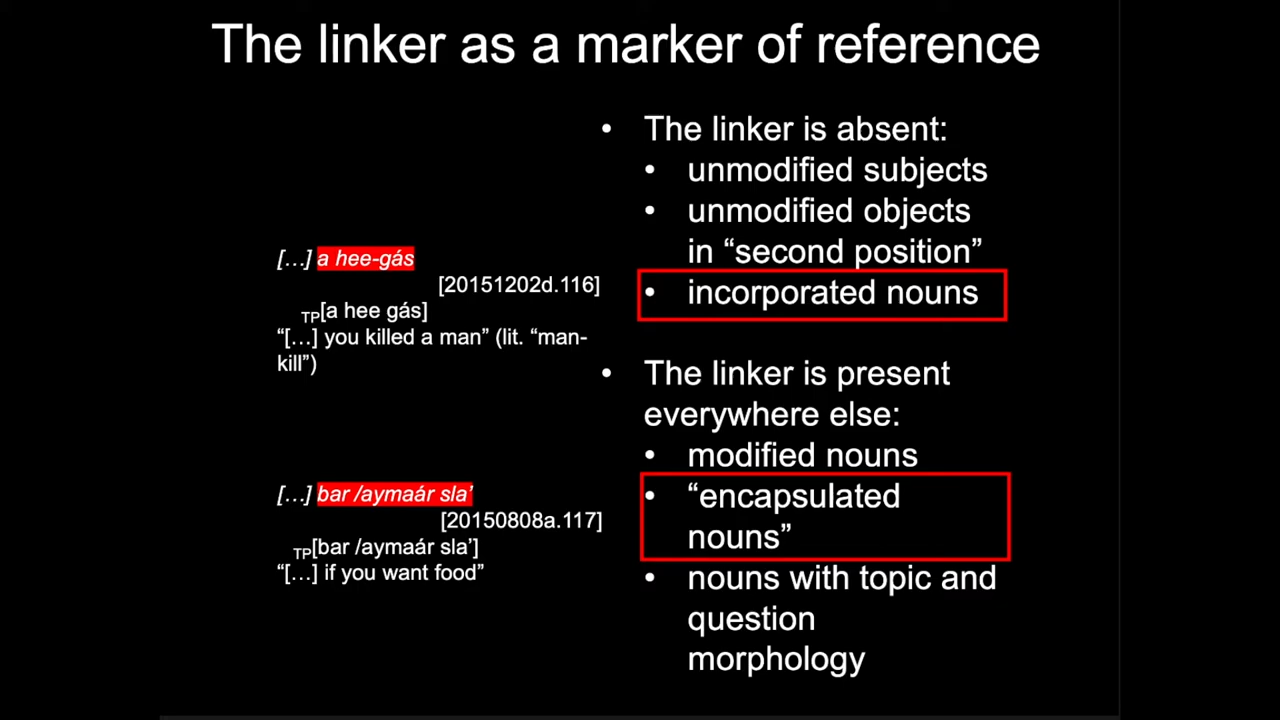 The linker as a marker of reference
[…] a hee-gás
[20151202d.116]
TP[a hee gás]
“[…] you killed a man” (lit. “man-
kill”)
[…] bar /aymaár sla’
[20150808a.117]
TP[bar /aymaár sla’]
“[…] if you want food”
• The linker is absent:
• unmodified subjects
• unmodified objects
in “second position”
• incorporated nouns
• The linker is present
everywhere else:
• modified nouns
• “encapsulated
nouns”
• nouns with topic and
question
morphology